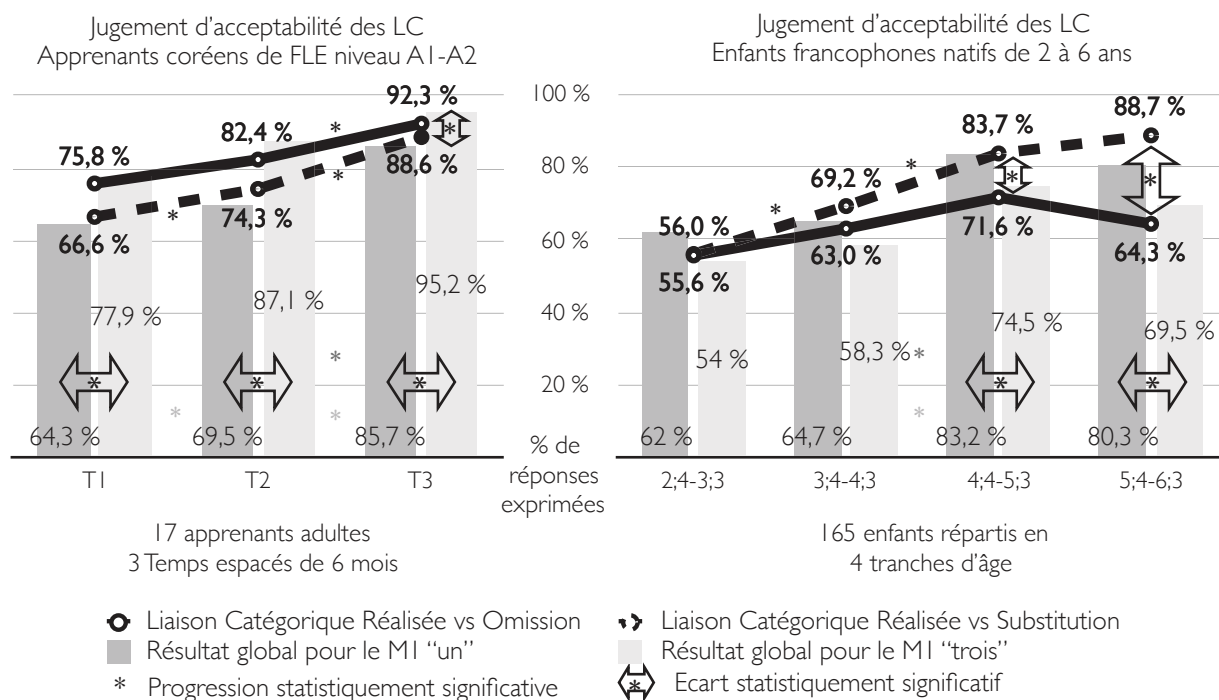 Jugement d’acceptabilité des LC
Apprenants coréens de FLE niveau A1-A2
Jugement d’acceptabilité des LC
Enfants francophones natifs de 2 à 6 ans
100 %
80 %
60 %
40 %
20 %
% de
réponses
exprimées
75,8 %
82,4 %
*
92,3 %
*
66,6 %
*
74,3 %
*
88,6 %
77,9 %
87,1 %
95,2 %
*
*
*
*
*
*
64,3 %
69,5 %
85,7 %
T1
T2
T3
17 apprenants adultes
3 Temps espacés de 6 mois
56,0 %
*
69,2 %
*
83,7 %
*
88,7 %
*
55,6 %
63,0 %
71,6 %
64,3 %
54 %
58,3 %
*
74,5 %
69,5 %
*
*
*
62 %
64,7 %
83,2 %
80,3 %
2;4-3;3
3;4-4;3
4;4-5;3
5;4-6;3
165 enfants répartis en
4 tranches d’âge
Liaison Catégorique Réalisée vs Omission
Liaison Catégorique Réalisée vs Substitution
Résultat global pour le M1 “un”
Résultat global pour le M1 “trois”
* Progression statistiquement significative
* Ecart statistiquement significatif